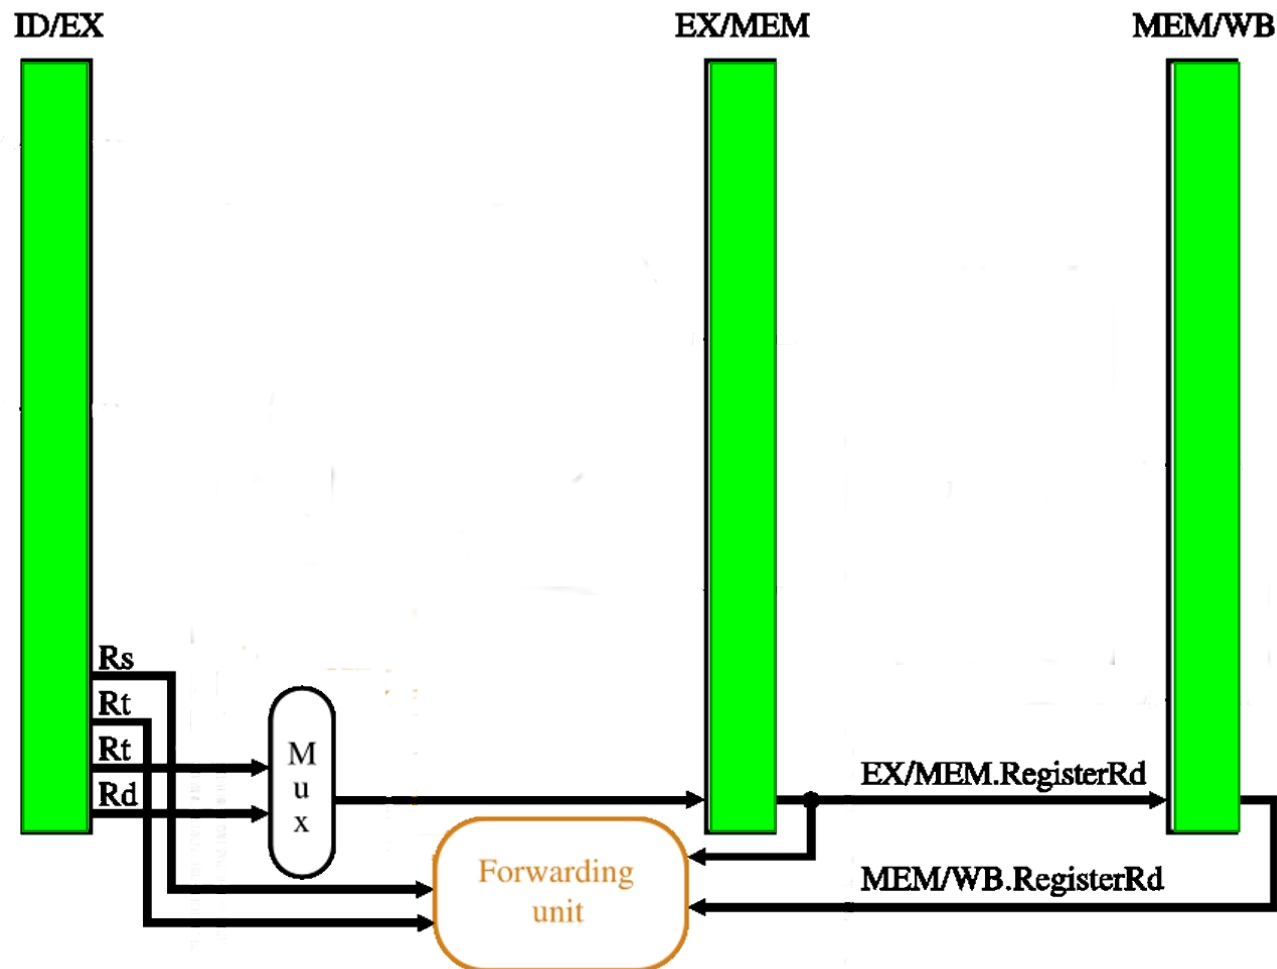 ID/EX
EX/MEM
MEM/WB
Rs
Rt
Rt
Rd
M
u
x
EX/MEM.RegisterRd
Forwarding
unit
MEM/WB.RegisterRd